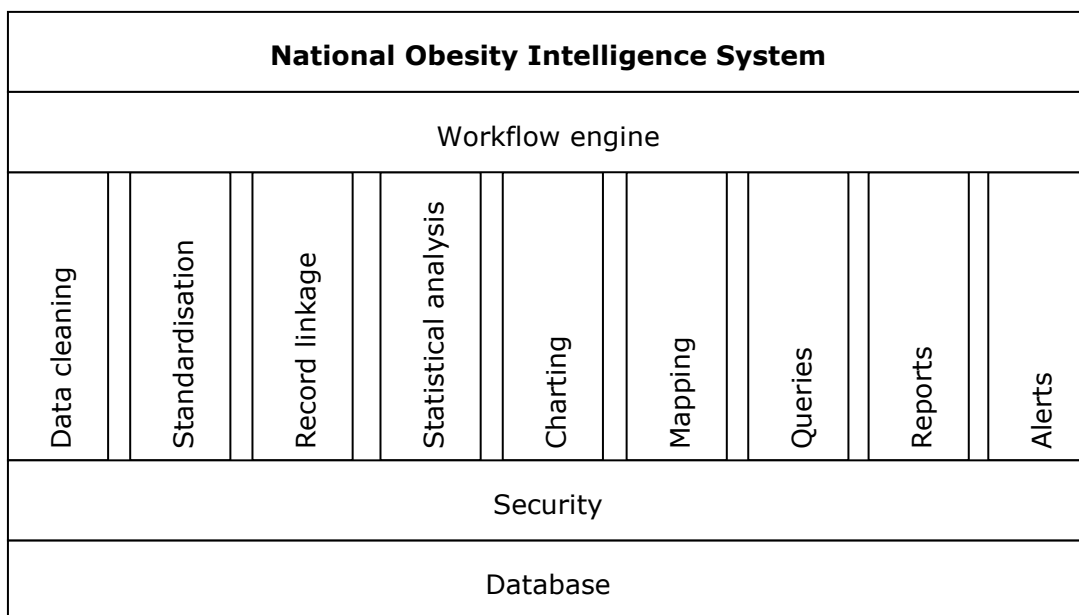 National Obesity Intelligence System
Workflow engine
Data cleaning
Standardisation
Record linkage
Statistical analysis
Charting
Mapping
Queries
Reports
Alerts
Security
Database